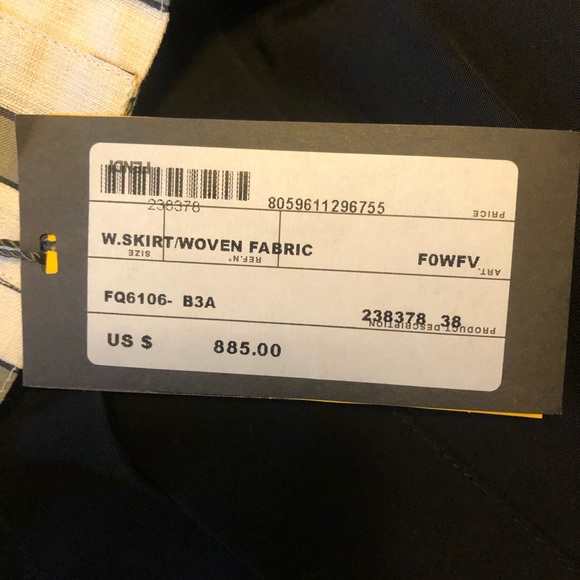 FENDI
238378 8059611296755
PRICE
W.SKIRT/WOVEN FABRIC F0WFV
SIZE REF.N° ART.
FQ6106- B3A 238378 38
PRODUCT DESCRIPTION
US $ 885.00